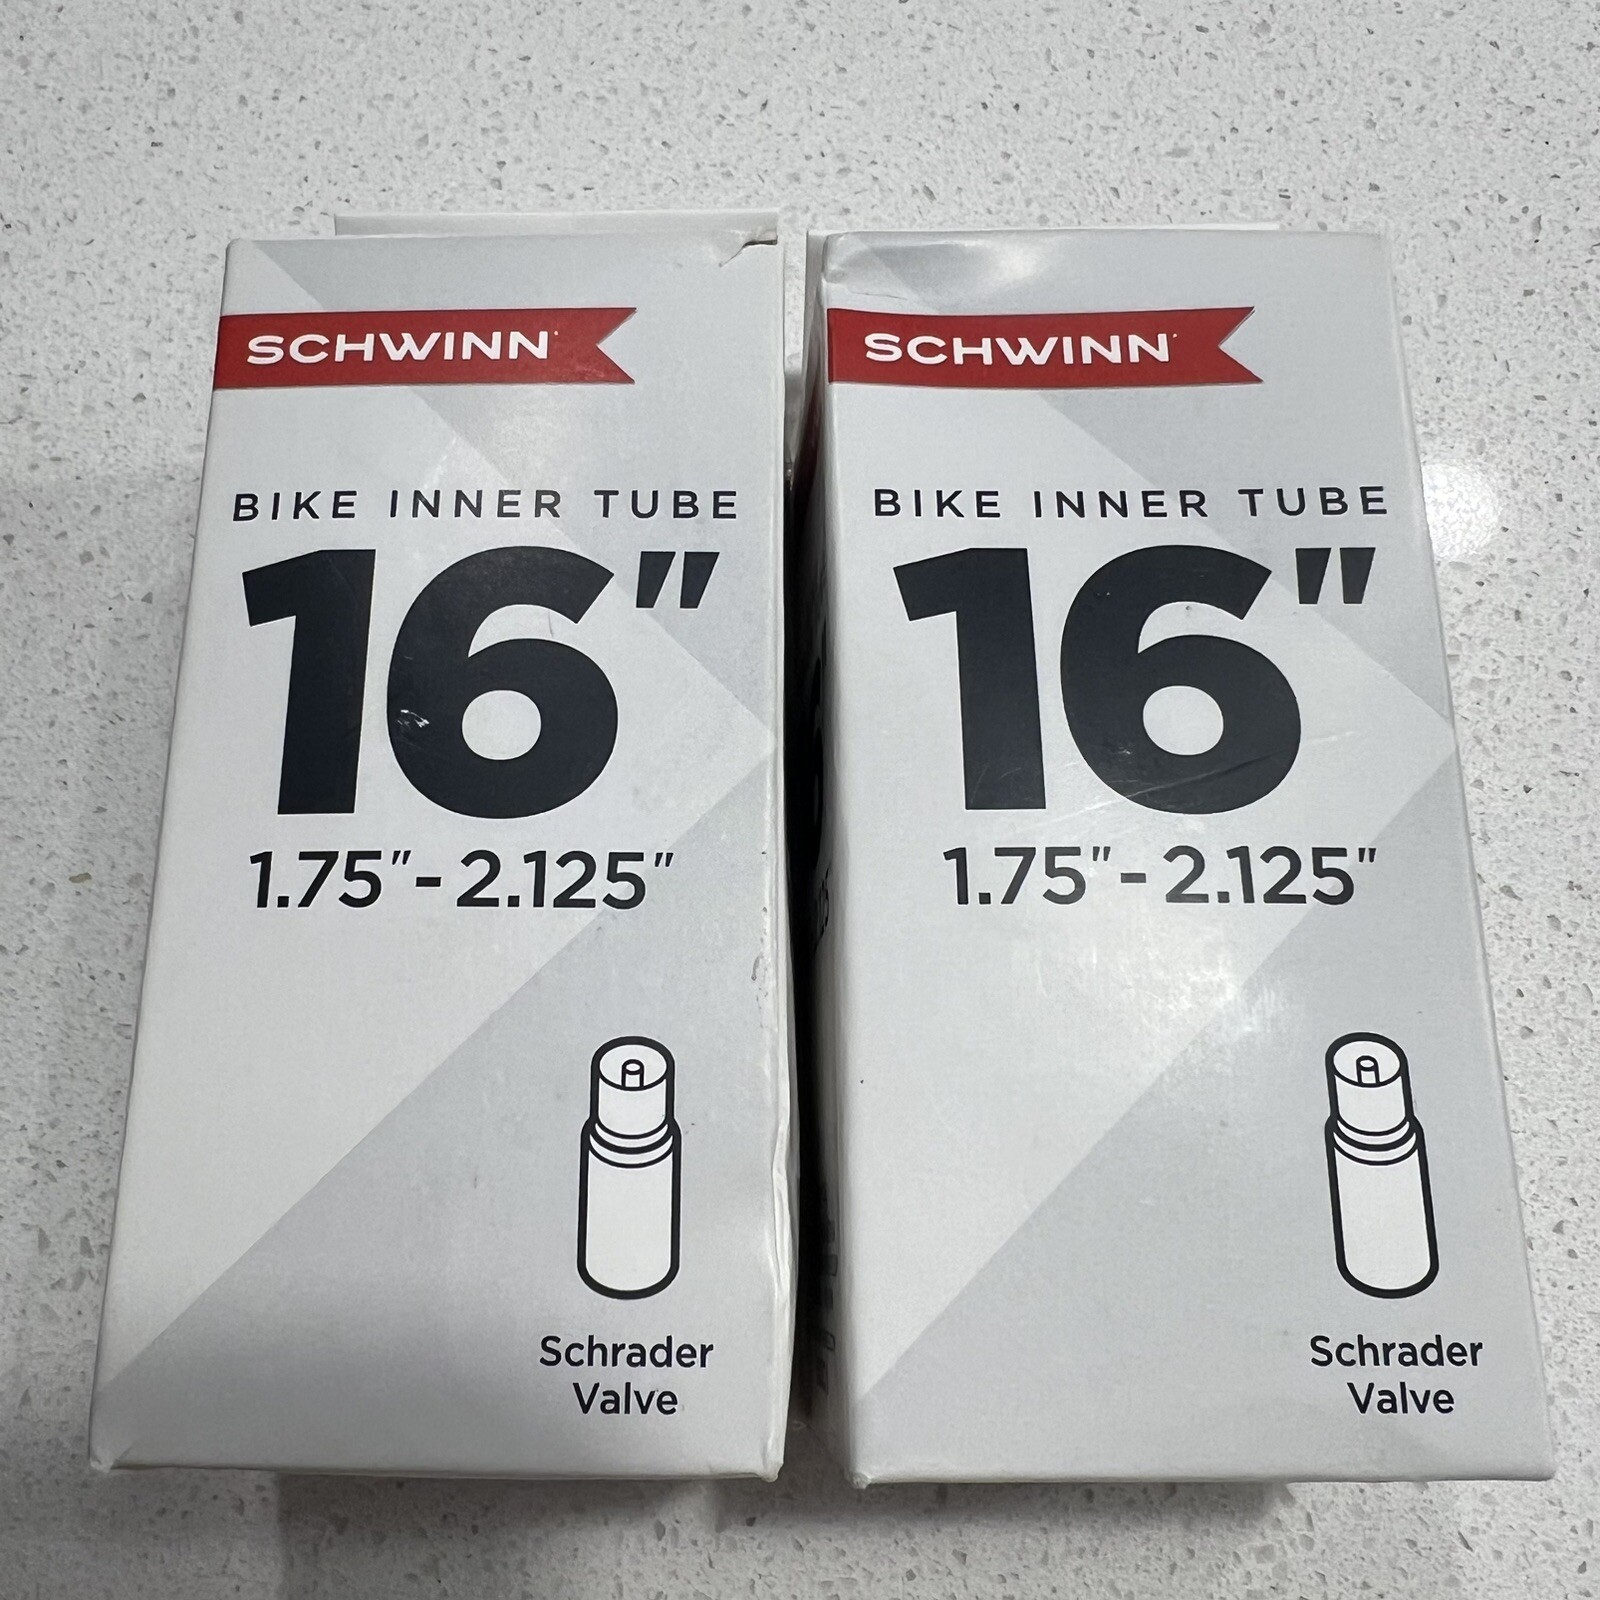 SCHWINN
BIKE INNER TUBE
16"
1.75"- 2.125"
Schrader
Valve
SCHWINN
BIKE INNER TUBE
16"
1.75"- 2.125"
Schrader
Valve